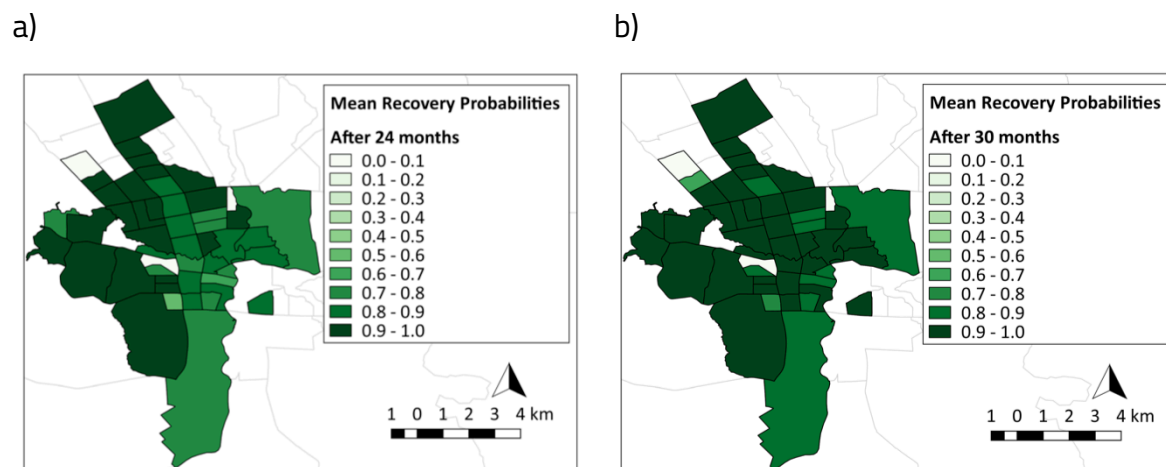 a)
b)
Mean Recovery Probabilities
After 24 months
0.0 - 0.1
0.1 - 0.2
0.2 - 0.3
0.3 - 0.4
0.4 - 0.5
0.5 - 0.6
0.6 - 0.7
0.7 - 0.8
0.8 - 0.9
0.9 - 1.0
1 0 1 2 3 4 km
Mean Recovery Probabilities
After 30 months
0.0 - 0.1
0.1 - 0.2
0.2 - 0.3
0.3 - 0.4
0.4 - 0.5
0.5 - 0.6
0.6 - 0.7
0.7 - 0.8
0.8 - 0.9
0.9 - 1.0
1 0 1 2 3 4 km